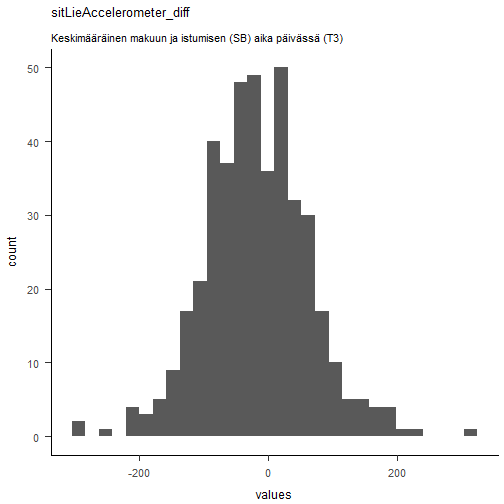 sitLieAccelerometer_diff
Keskimääräinen makuun ja istumisen (SB) aika päivässä (T3)
50
40
30
20
10
0
count
-200 0 200
values